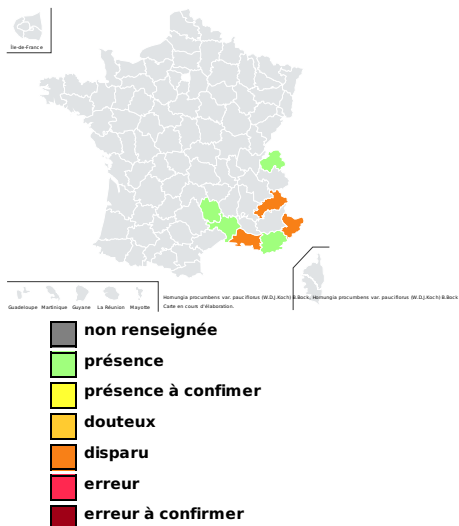 Île-de-France
Guadeloupe Martinique Guyane La Réunion Mayotte
Hornungia procumbens var. pauciflorus (W.D.J.Koch) B.Bock, Hornungia procumbens var. pauciflorus (W.D.J.Koch) B.Bock
Carte en cours d'élaboration.
non renseignée
présence
présence à confimer
douteux
disparu
erreur
erreur à confirmer